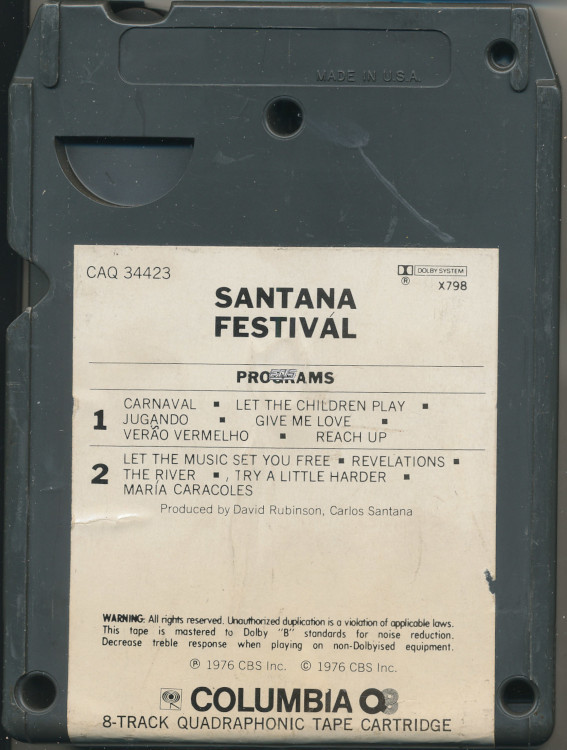 MADE IN U.S.A.
CAQ 34423
DOLBY SYSTEM
®
X798
SANTANA
FESTIVÁL
PROGRAMS
1
CARNAVAL ▪ LET THE CHILDREN PLAY ▪
JUGANDO ▪ GIVE ME LOVE ▪
VERÃO VERMELHO ▪ REACH UP
2
LET THE MUSIC SET YOU FREE ▪ REVELATIONS ▪
THE RIVER ▪ , TRY A LITTLE HARDER ▪
MARÍA CARACOLES
Produced by David Rubinson, Carlos Santana
WARNING: All rights reserved. Unauthorized duplication is a violation of applicable laws.
This tape is mastered to Dolby "B" standards for noise reduction.
Decrease treble response when playing on non-Dolbyised equipment.
℗ 1976 CBS Inc. © 1976 CBS Inc.
COLUMBIA Q8
8-TRACK QUADRAPHONIC TAPE CARTRIDGE